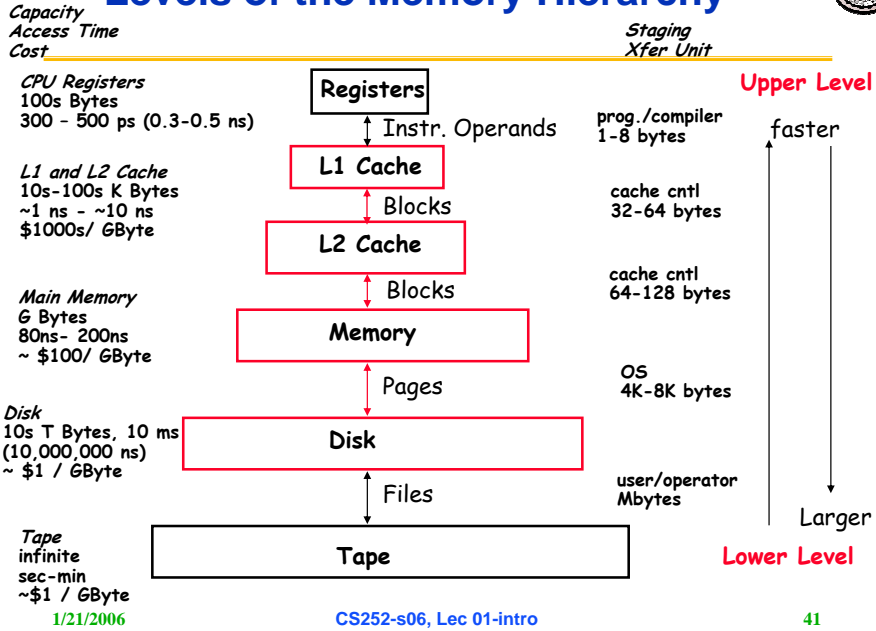 Levels of the Memory Hierarchy
Capacity
Access Time
Cost
Staging
Xfer Unit
CPU Registers
100s Bytes
300 – 500 ps (0.3-0.5 ns)
Registers
Upper Level
Instr. Operands
prog./compiler
1-8 bytes
faster
L1 and L2 Cache
10s-100s K Bytes
~1 ns - ~10 ns
$1000s/ GByte
L1 Cache
Blocks
cache cntl
32-64 bytes
L2 Cache
Blocks
cache cntl
64-128 bytes
Main Memory
G Bytes
80ns- 200ns
~ $100/ GByte
Memory
Pages
OS
4K-8K bytes
Disk
10s T Bytes, 10 ms
(10,000,000 ns)
~ $1 / GByte
Disk
Files
user/operator
Mbytes
Larger
Tape
infinite
sec-min
~$1 / GByte
Tape
Lower Level
1/21/2006
CS252-s06, Lec 01-intro
41